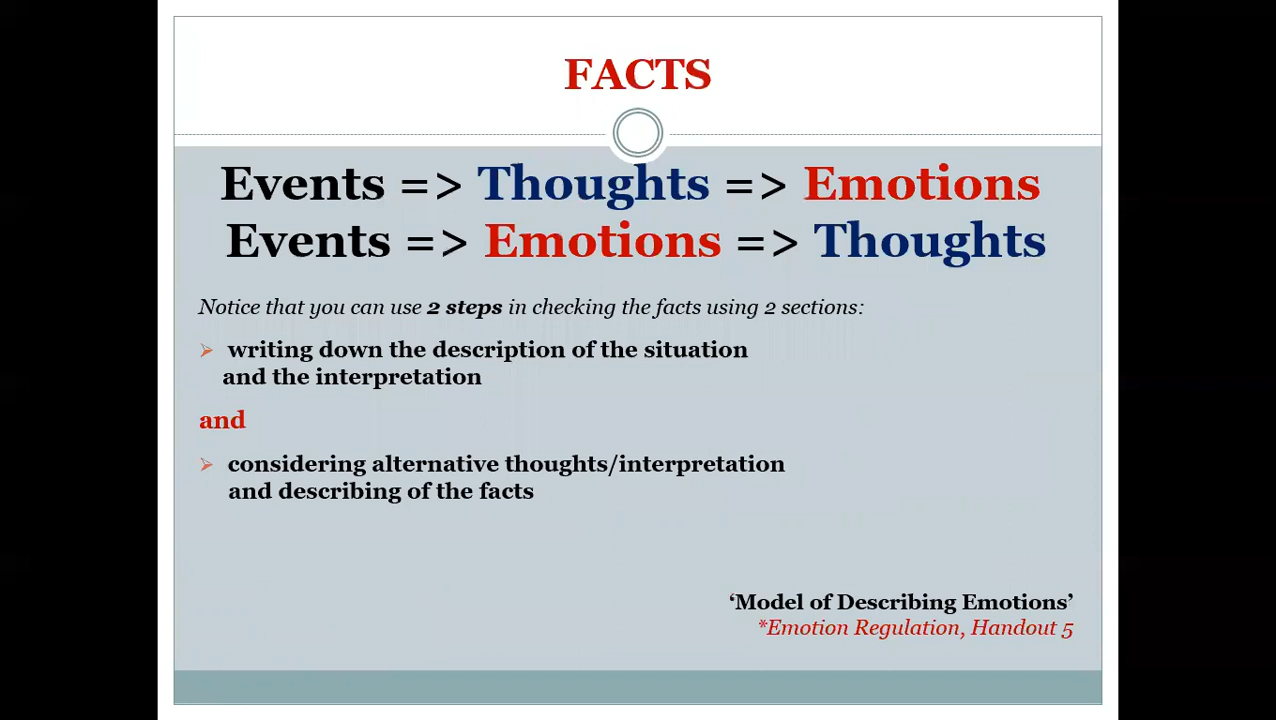 FACTS
Events => Thoughts => Emotions
Events => Emotions => Thoughts
Notice that you can use 2 steps in checking the facts using 2 sections:
writing down the description of the situation
and the interpretation
and
considering alternative thoughts/interpretation
and describing of the facts
‘Model of Describing Emotions’
*Emotion Regulation, Handout 5